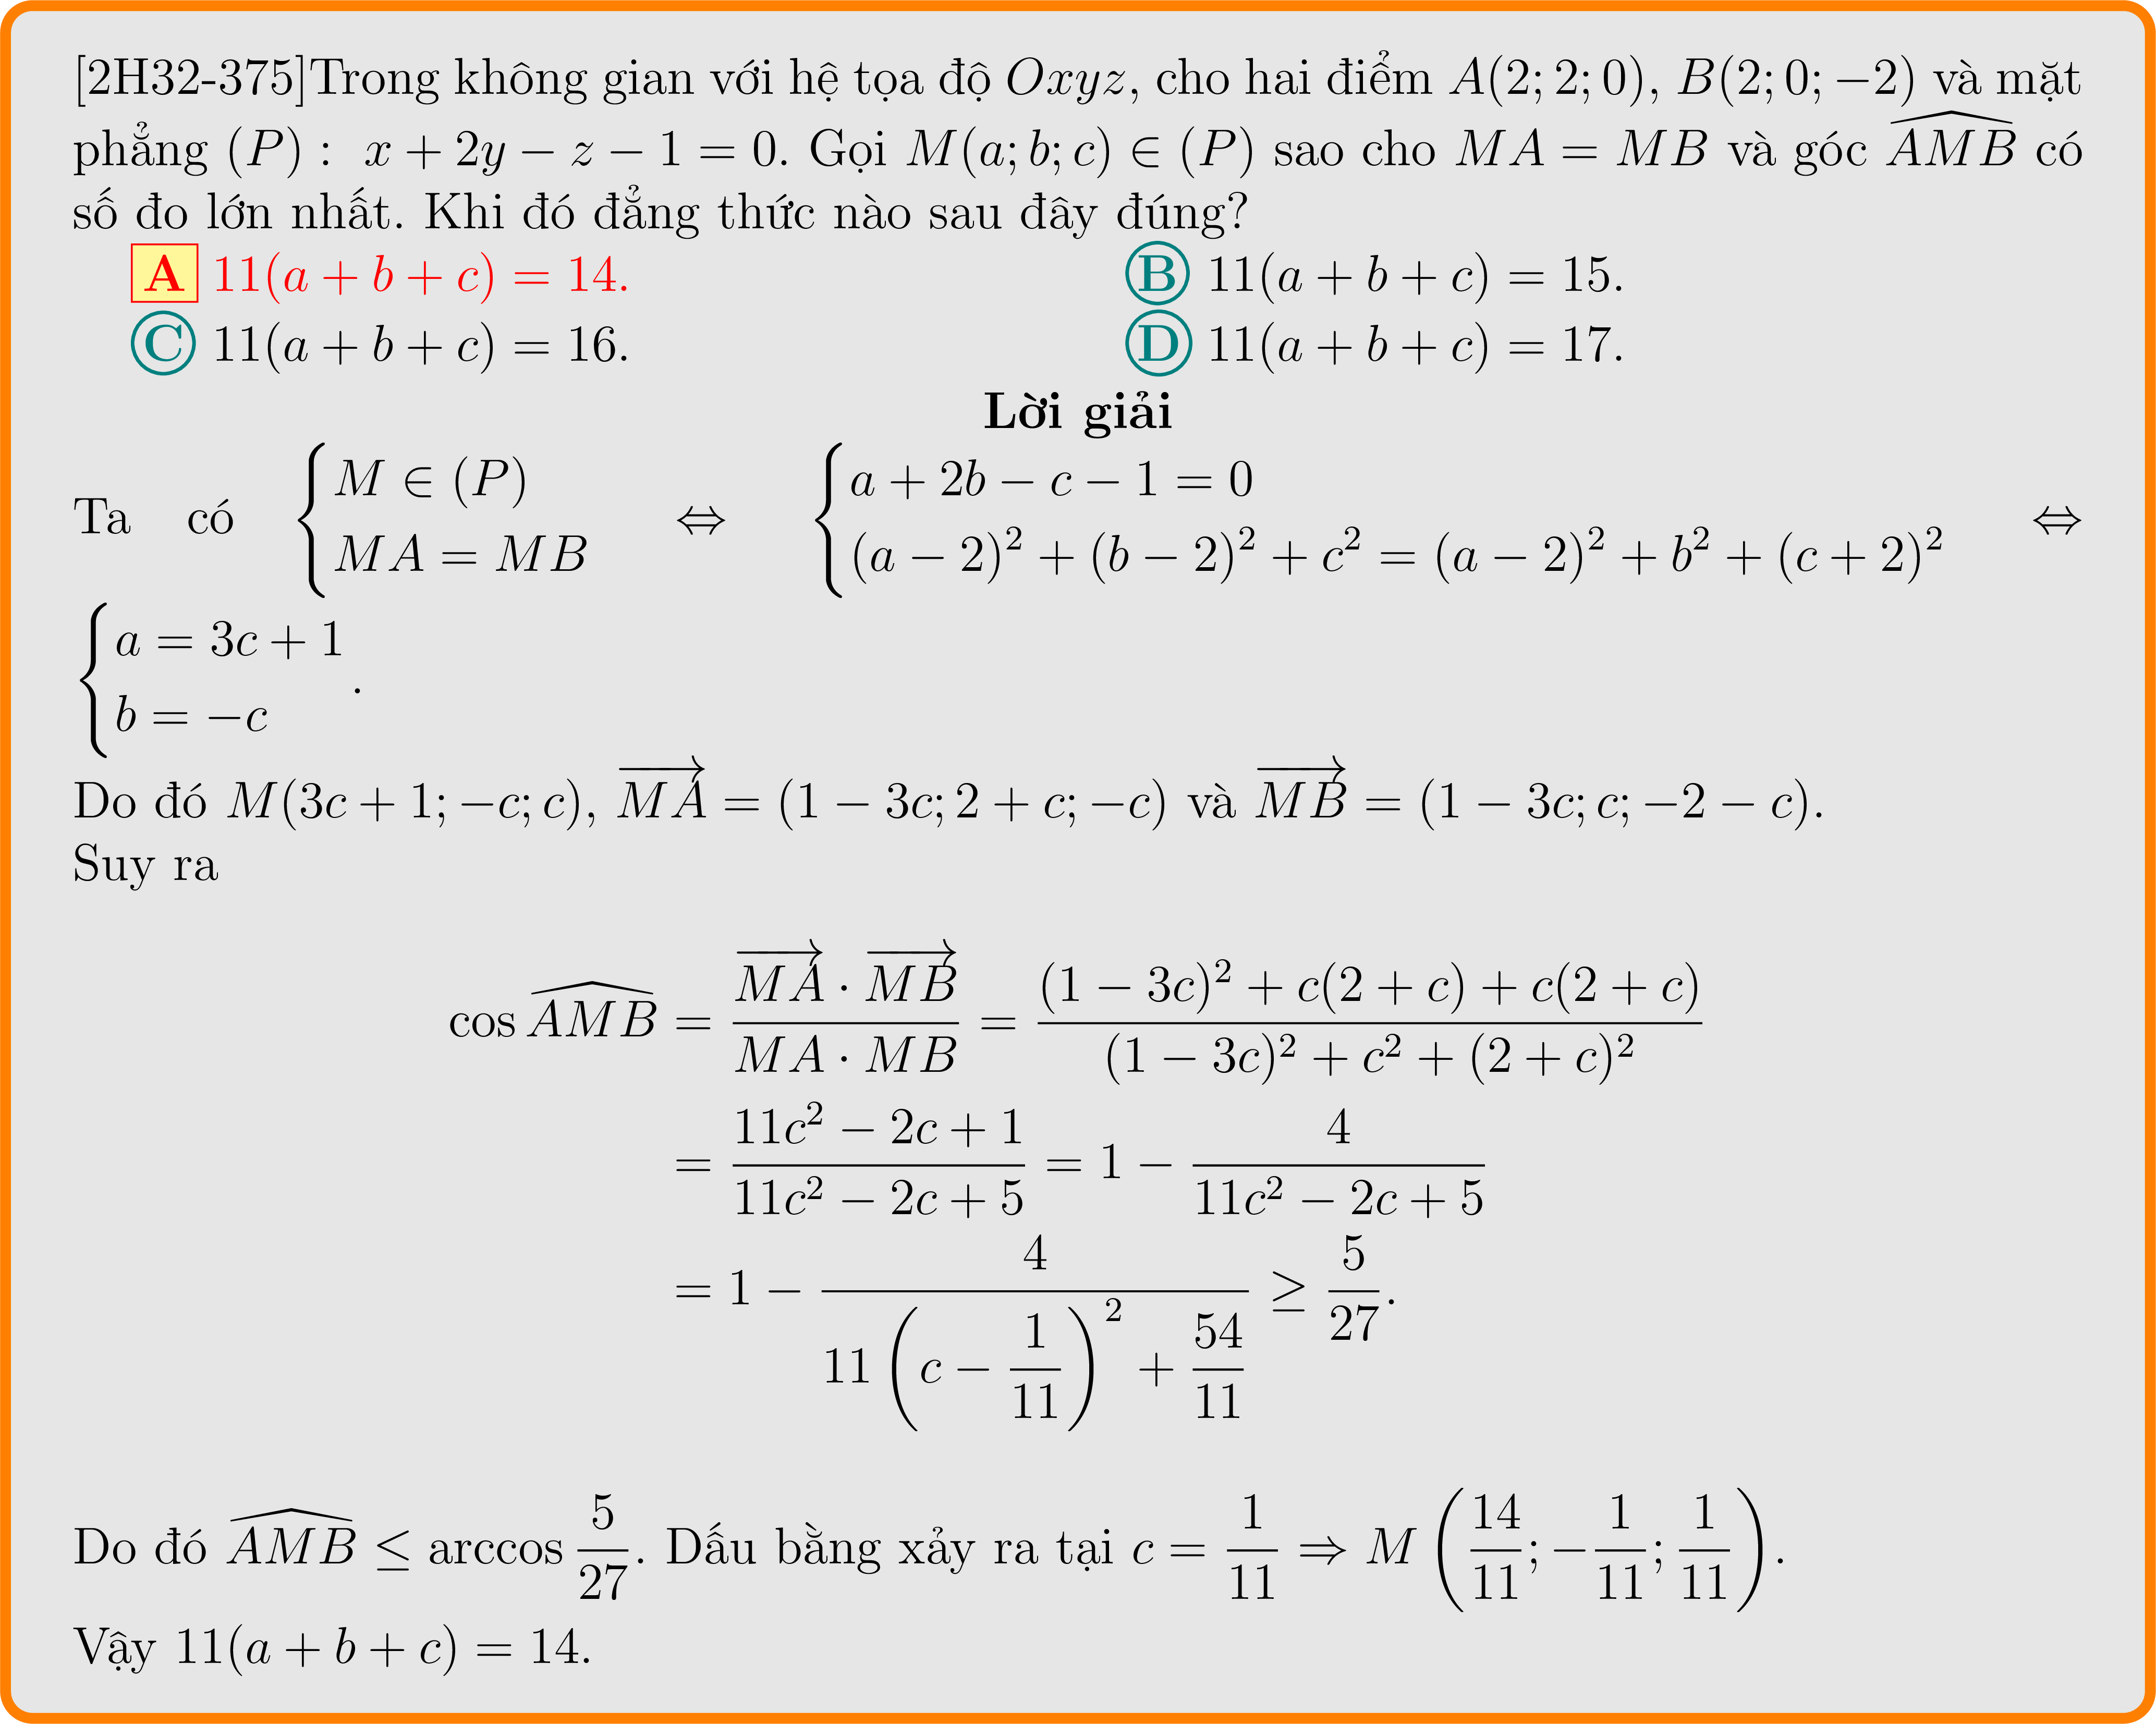 [2H32-375]Trong không gian với hệ tọa độ Oxyz, cho hai điểm A(2; 2; 0), B(2; 0; −2) và mặt
phẳng (P) : x + 2y − z − 1 = 0. Gọi M(a; b; c) ∈ (P) sao cho MA = MB và góc \widehat{AMB} có
số đo lớn nhất. Khi đó đẳng thức nào sau đây đúng?
A 11(a + b + c) = 14. B 11(a + b + c) = 15.
C 11(a + b + c) = 16. D 11(a + b + c) = 17.
Lời giải
Ta có \begin{cases} M ∈ (P) \\ MA = MB \end{cases} ⇔ \begin{cases} a + 2b − c − 1 = 0 \\ (a − 2)^2 + (b − 2)^2 + c^2 = (a − 2)^2 + b^2 + (c + 2)^2 \end{cases} ⇔
\begin{cases} a = 3c + 1 \\ b = −c \end{cases}.
Do đó M(3c + 1; −c; c), \overrightarrow{MA} = (1 − 3c; 2 + c; −c) và \overrightarrow{MB} = (1 − 3c; c; −2 − c).
Suy ra
\cos \widehat{AMB} = \frac{\overrightarrow{MA} · \overrightarrow{MB}}{MA · MB} = \frac{(1 − 3c)^2 + c(2 + c) + c(2 + c)}{(1 − 3c)^2 + c^2 + (2 + c)^2}
= \frac{11c^2 − 2c + 1}{11c^2 − 2c + 5} = 1 − \frac{4}{11c^2 − 2c + 5}
= 1 − \frac{4}{11\left(c − \frac{1}{11}\right)^2 + \frac{54}{11}} ≥ \frac{5}{27}.
Do đó \widehat{AMB} ≤ \arccos \frac{5}{27}. Dấu bằng xảy ra tại c = \frac{1}{11} ⇒ M\left(\frac{14}{11}; −\frac{1}{11}; \frac{1}{11}\right).
Vậy 11(a + b + c) = 14.